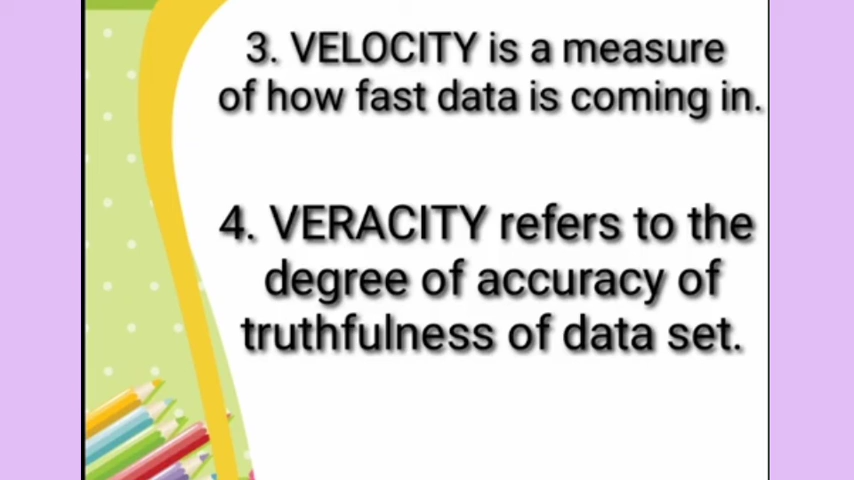 3. VELOCITY is a measure
of how fast data is coming in.
4. VERACITY refers to the
degree of accuracy of
truthfulness of data set.